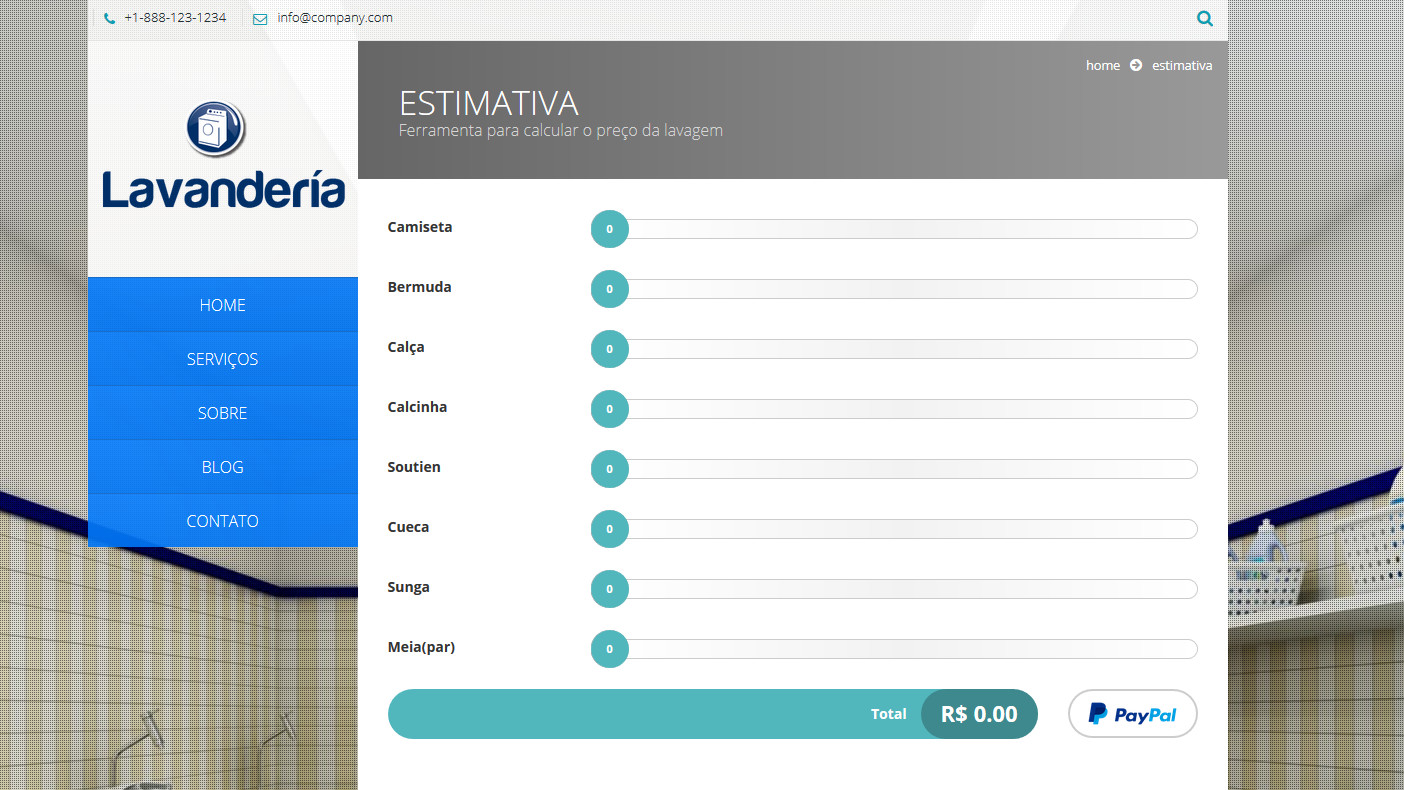 +1-888-123-1234 info@company.com
home estimativa
ESTIMATIVA
Ferramenta para calcular o preço da lavagem
Lavandería
HOME
SERVIÇOS
SOBRE
BLOG
CONTATO
Camiseta 0
Bermuda 0
Calça 0
Calcinha 0
Soutien 0
Cueca 0
Sunga 0
Meia(par) 0
Total R$ 0.00
PayPal